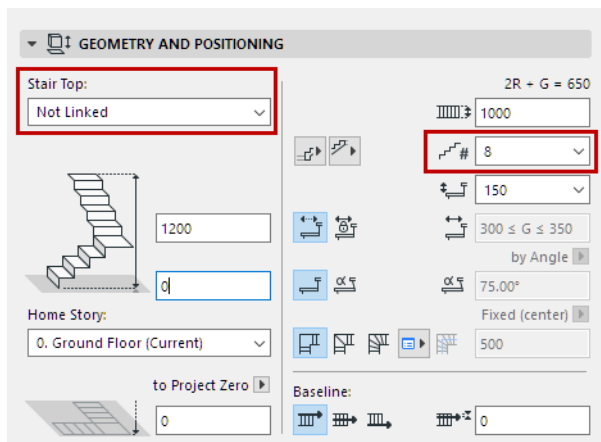 GEOMETRY AND POSITIONING
Stair Top:
Not Linked
1200
0
Home Story:
0. Ground Floor (Current)
to Project Zero
0
2R + G = 650
1000
# 8
150
300 ≤ G ≤ 350
by Angle
α α 75.00°
Fixed (center)
500
Baseline:
0